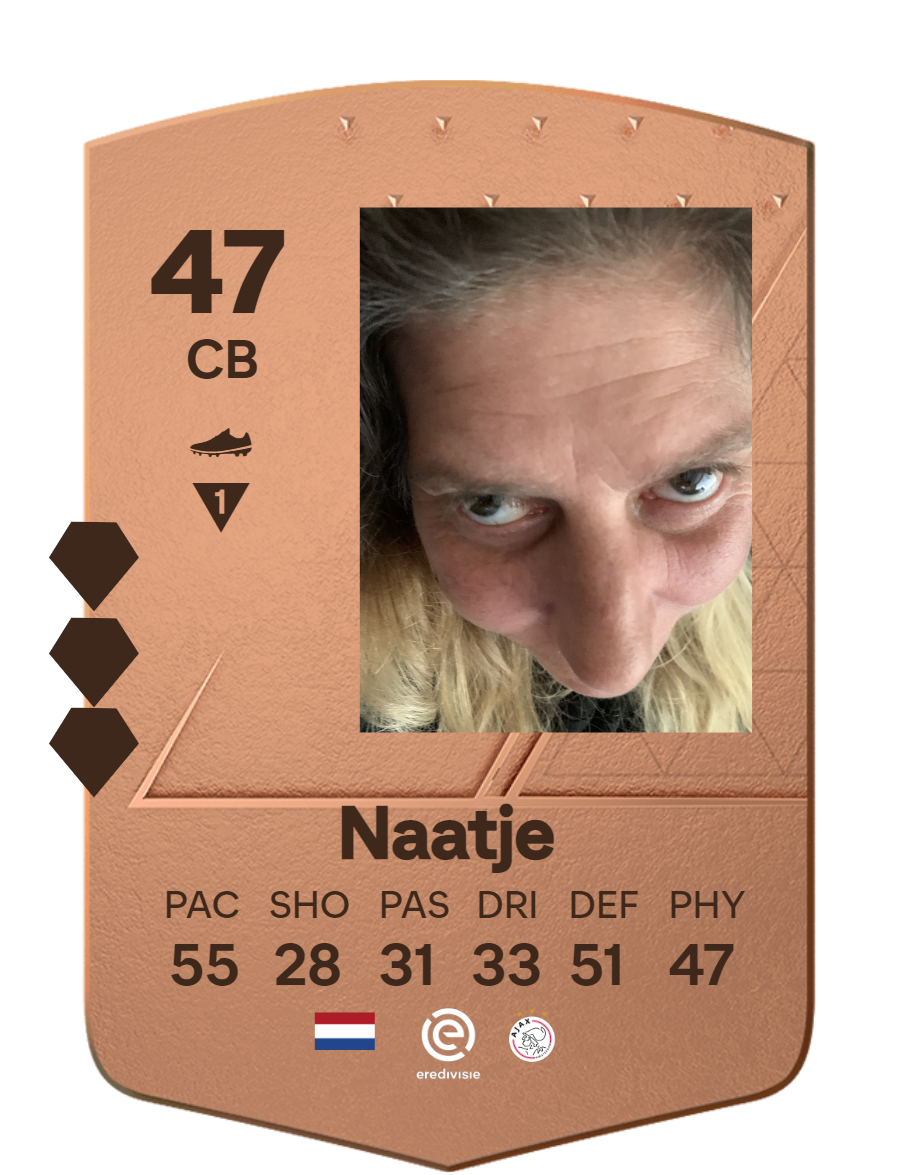 47
CB
1
Naatje
PAC SHO PAS DRI DEF PHY
55 28 31 33 51 47
eredivisie
AJAX